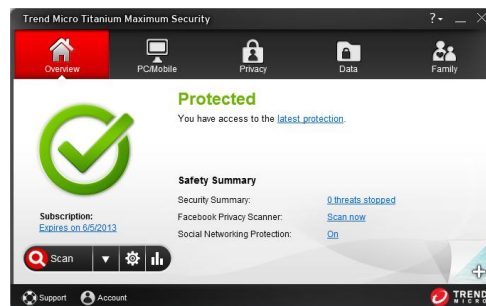 Trend Micro Titanium Maximum Security
?
Overview
PC/Mobile
Privacy
Data
Family
Protected
You have access to the latest protection.
Safety Summary
Security Summary: 0 threats stopped
Facebook Privacy Scanner: Scan now
Social Networking Protection: On
Subscription:
Expires on 6/5/2013
Scan
Support
Account
TREND
MICRO